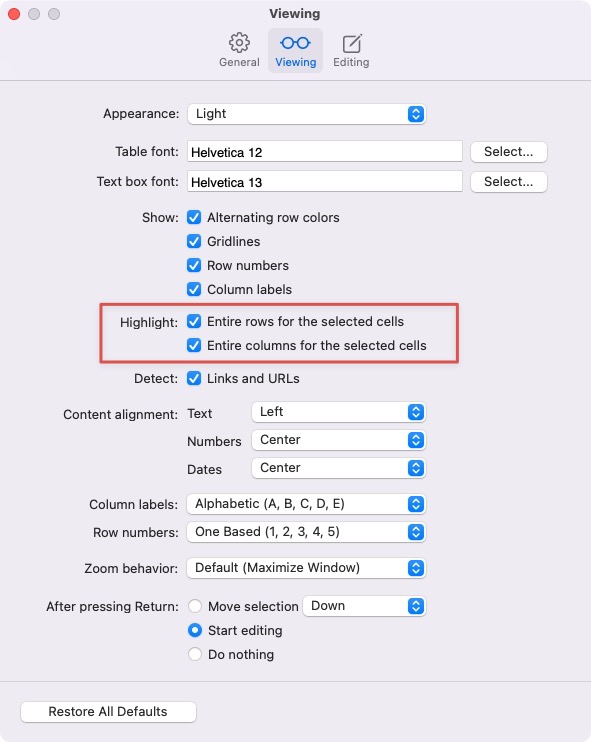 Viewing
General Viewing Editing
Appearance: Light
Table font: Helvetica 12 Select...
Text box font: Helvetica 13 Select...
Show: Alternating row colors
Gridlines
Row numbers
Column labels
Highlight: Entire rows for the selected cells
Entire columns for the selected cells
Detect: Links and URLs
Content alignment: Text Left
Numbers Center
Dates Center
Column labels: Alphabetic (A, B, C, D, E)
Row numbers: One Based (1, 2, 3, 4, 5)
Zoom behavior: Default (Maximize Window)
After pressing Return: Move selection Down
Start editing
Do nothing
Restore All Defaults